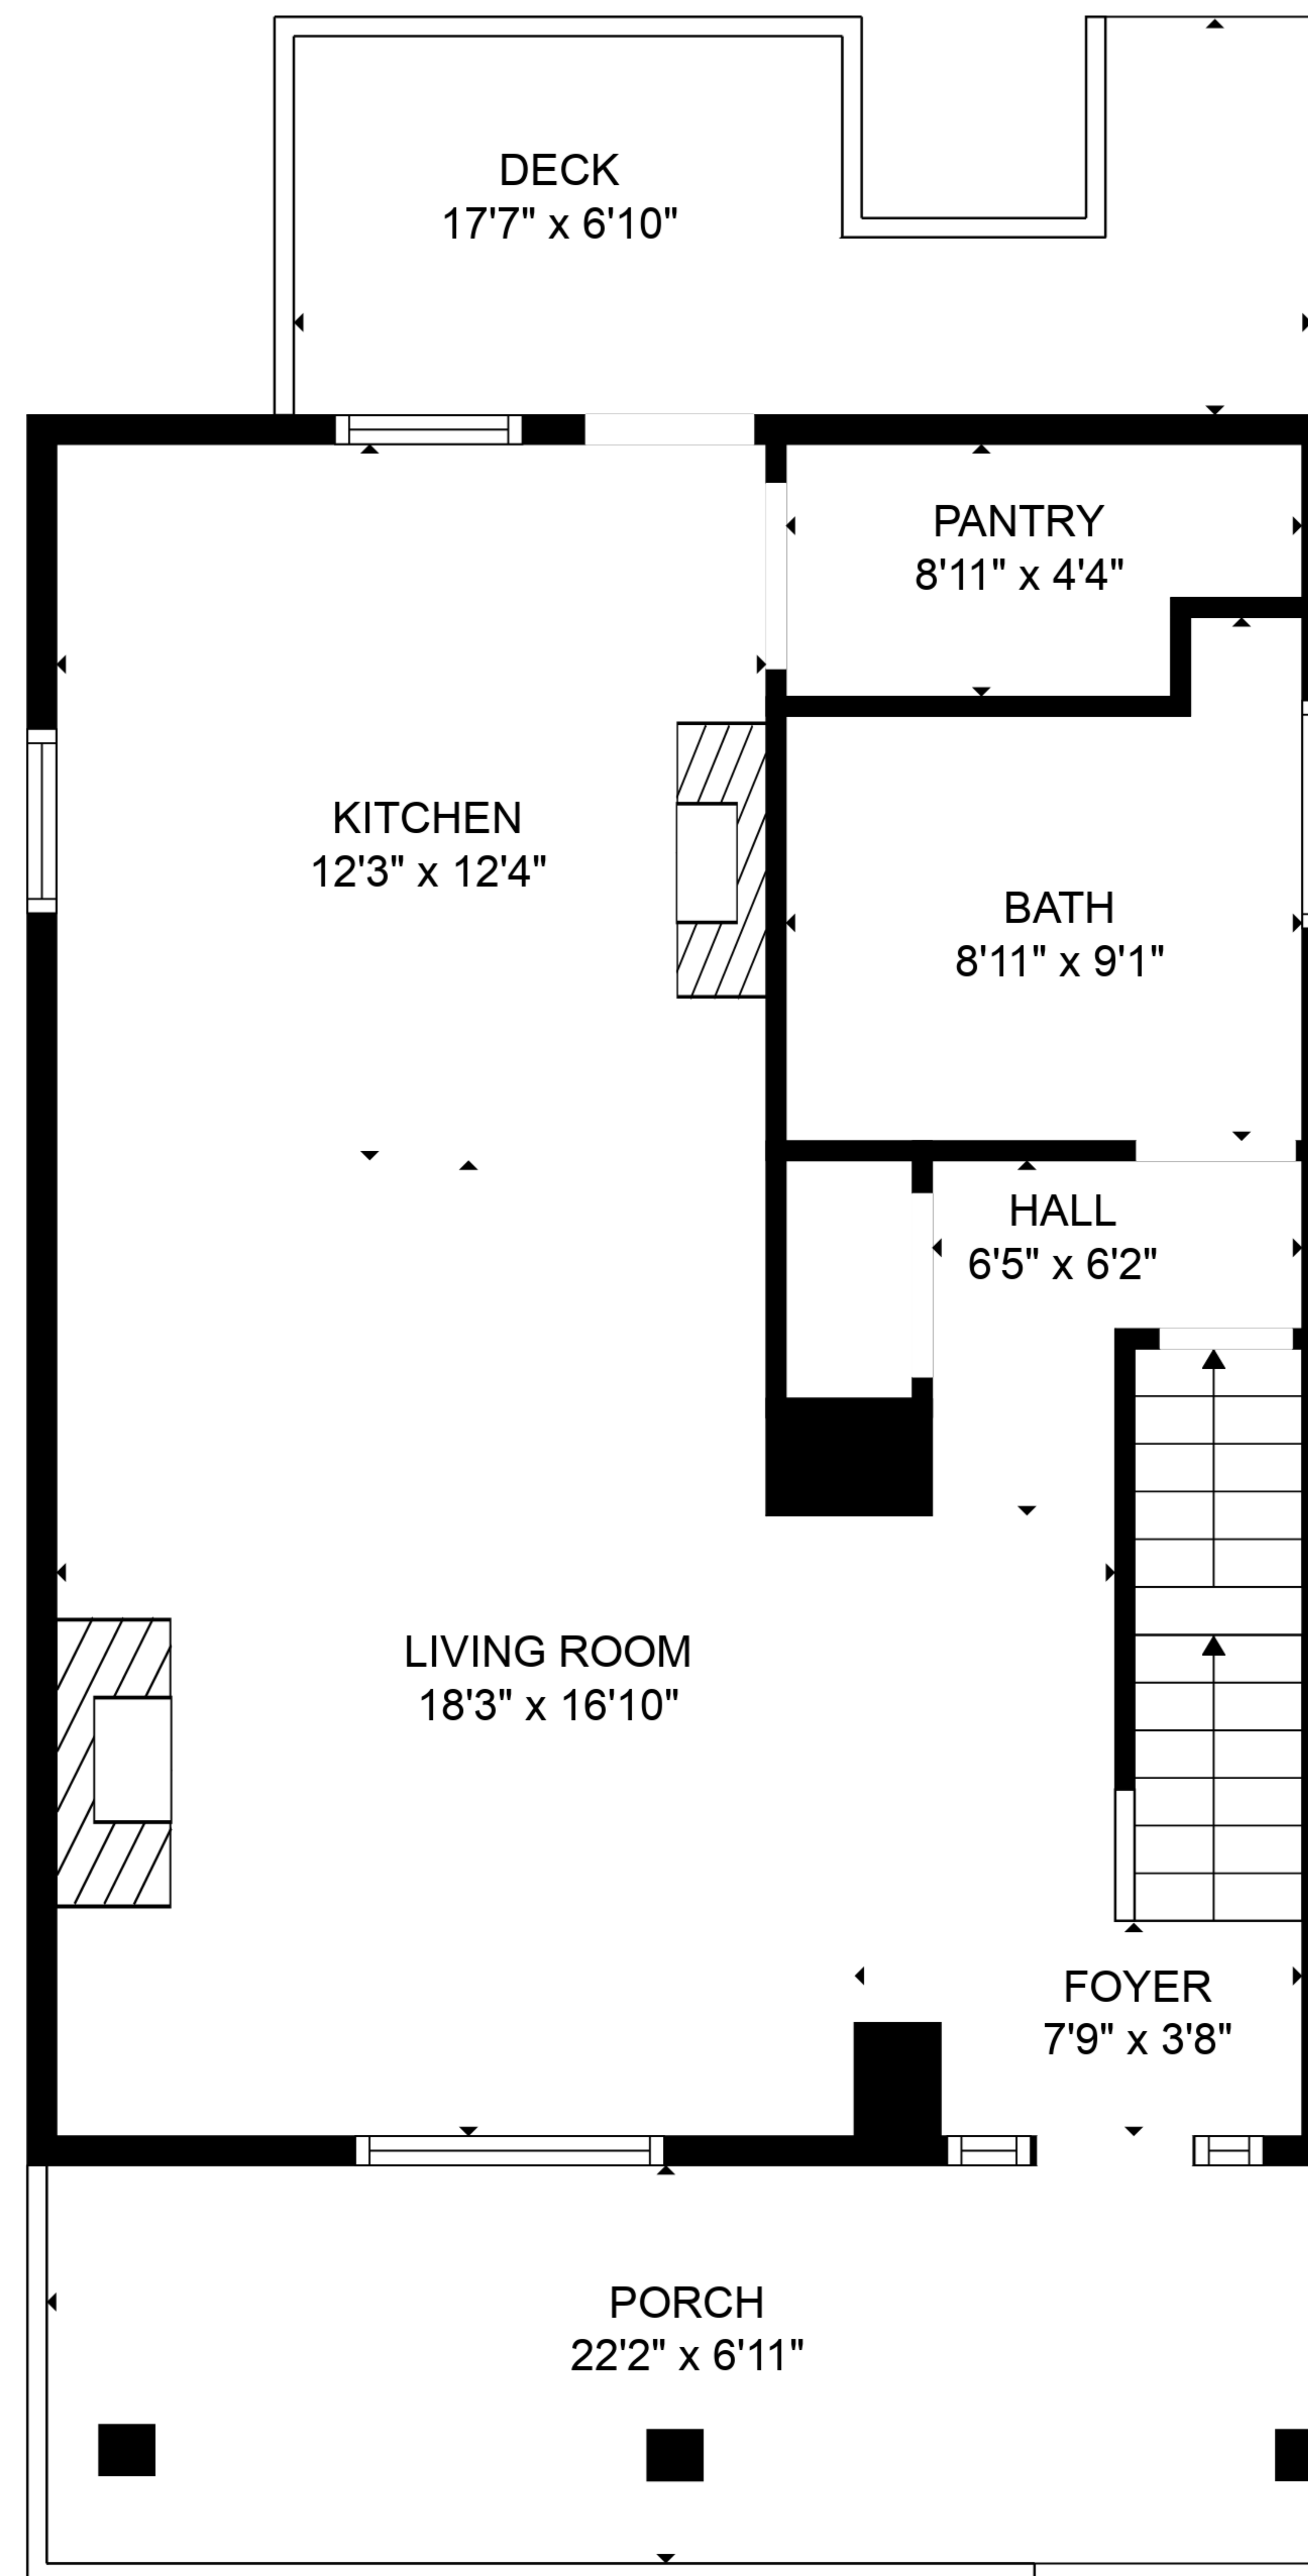 DECK
17'7" x 6'10"
PANTRY
8'11" x 4'4"
KITCHEN
12'3" x 12'4"
BATH
8'11" x 9'1"
HALL
6'5" x 6'2"
LIVING ROOM
18'3" x 16'10"
FOYER
7'9" x 3'8"
PORCH
22'2" x 6'11"